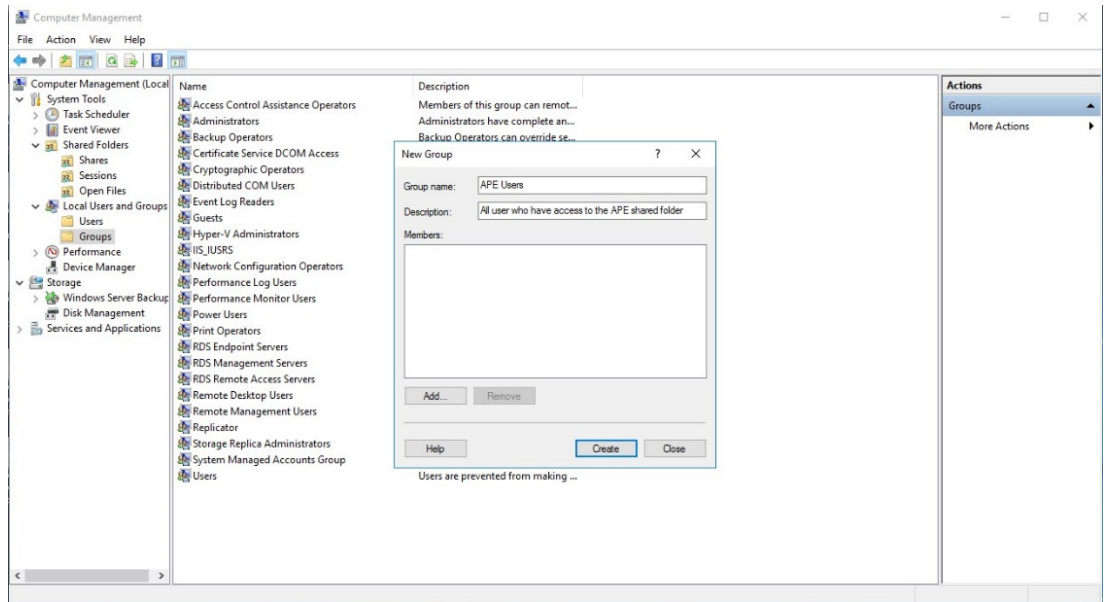 Computer Management
File Action View Help
Computer Management (Local
System Tools
Task Scheduler
Event Viewer
Shared Folders
Shares
Sessions
Open Files
Local Users and Groups
Users
Groups
Performance
Device Manager
Storage
Windows Server Backup
Disk Management
Services and Applications
Name Description
Access Control Assistance Operators Members of this group can remot...
Administrators Administrators have complete an...
Backup Operators Backup Operators can override se...
Certificate Service DCOM Access
Cryptographic Operators
Distributed COM Users
Event Log Readers
Guests
Hyper-V Administrators
IIS_IUSRS
Network Configuration Operators
Performance Log Users
Performance Monitor Users
Power Users
Print Operators
RDS Endpoint Servers
RDS Management Servers
RDS Remote Access Servers
Remote Desktop Users
Remote Management Users
Replicator
Storage Replica Administrators
System Managed Accounts Group
Users Users are prevented from making ...
New Group ? X
Group name: APE Users
Description: All user who have access to the APE shared folder
Members:
Add... Remove
Help Create Close
Actions
Groups
More Actions